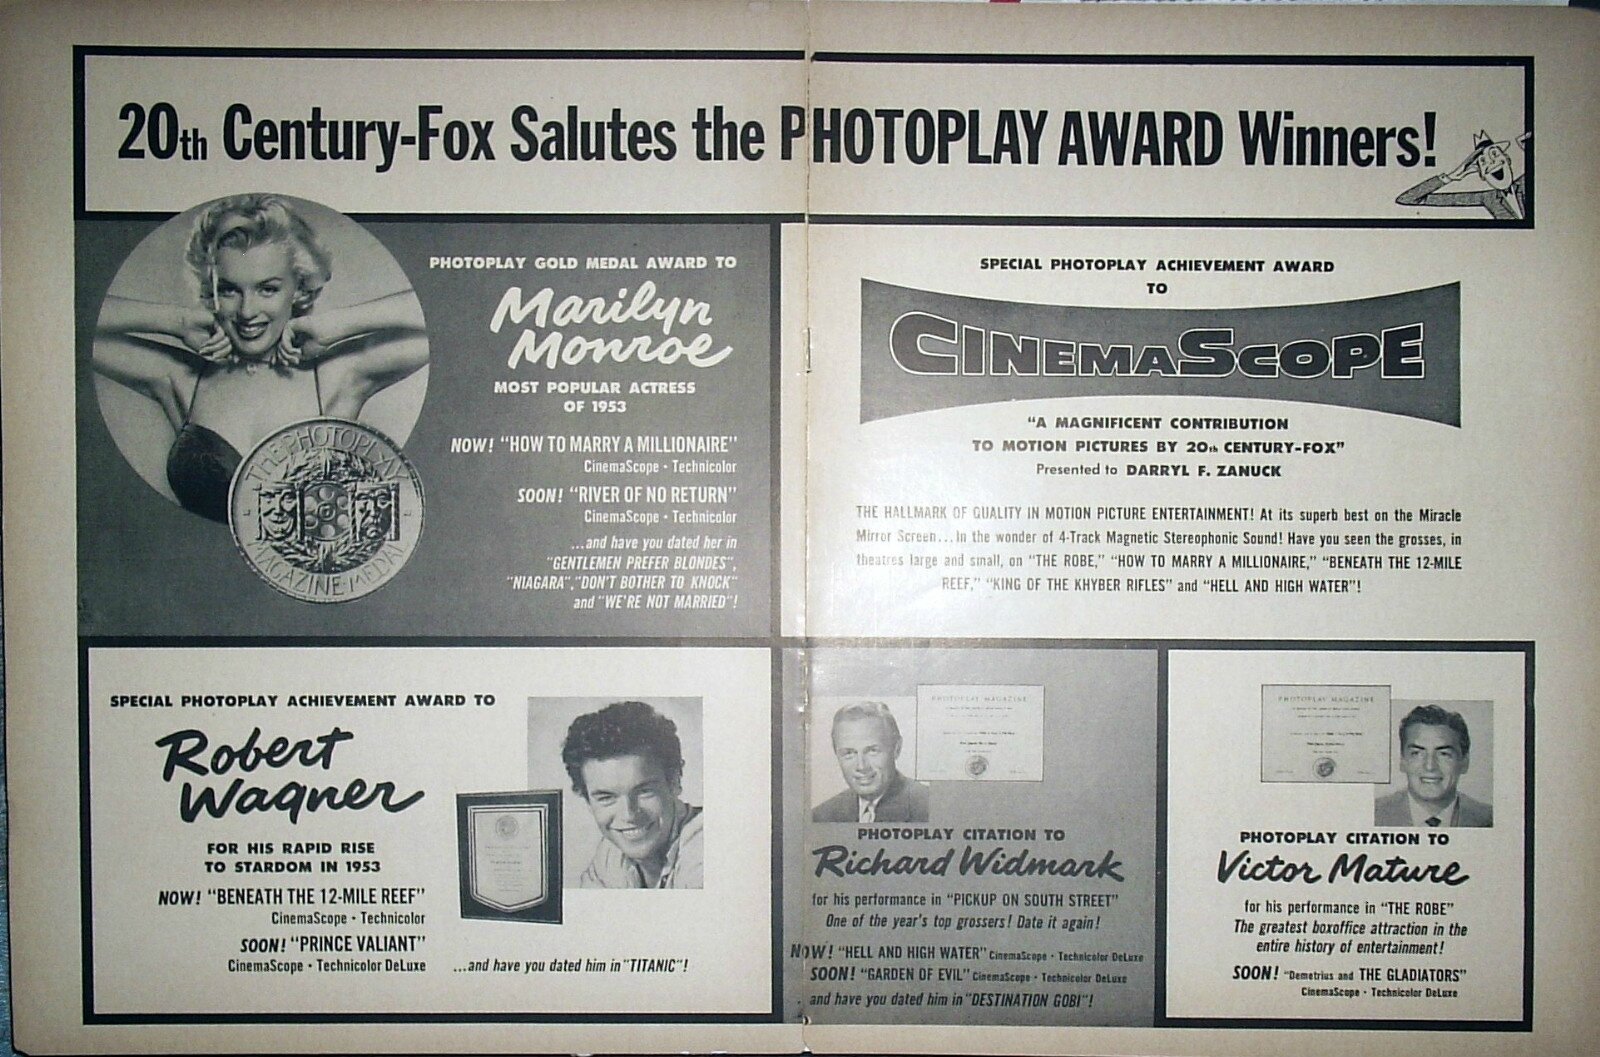 20th Century-Fox Salutes the PHOTOPLAY AWARD Winners!
PHOTOPLAY GOLD MEDAL AWARD TO
Marilyn
Monroe
MOST POPULAR ACTRESS
OF 1953
NOW! "HOW TO MARRY A MILLIONAIRE"
CinemaScope • Technicolor
SOON! "RIVER OF NO RETURN"
CinemaScope • Technicolor
...and have you dated her in
"GENTLEMEN PREFER BLONDES",
"NIAGARA", "DON'T BOTHER TO KNOCK"
and "WE'RE NOT MARRIED"!
THE PHOTOPLAY
MAGAZINE • MEDAL
SPECIAL PHOTOPLAY ACHIEVEMENT AWARD
TO
CINEMASCOPE
"A MAGNIFICENT CONTRIBUTION
TO MOTION PICTURES BY 20th CENTURY-FOX"
Presented to DARRYL F. ZANUCK
THE HALLMARK OF QUALITY IN MOTION PICTURE ENTERTAINMENT! At its superb best on the Miracle
Mirror Screen...In the wonder of 4-Track Magnetic Stereophonic Sound! Have you seen the grosses, in
theatres large and small, on "THE ROBE," "HOW TO MARRY A MILLIONAIRE," "BENEATH THE 12-MILE
REEF," "KING OF THE KHYBER RIFLES" and "HELL AND HIGH WATER"!
SPECIAL PHOTOPLAY ACHIEVEMENT AWARD TO
Robert
Wagner
FOR HIS RAPID RISE
TO STARDOM IN 1953
NOW! "BENEATH THE 12-MILE REEF"
CinemaScope • Technicolor
SOON! "PRINCE VALIANT"
CinemaScope • Technicolor DeLuxe
...and have you dated him in "TITANIC"!
PHOTOPLAY MAGAZINE
PHOTOPLAY CITATION TO
Richard Widmark
for his performance in "PICKUP ON SOUTH STREET"
One of the year's top grossers! Date it again!
NOW! "HELL AND HIGH WATER" CinemaScope • Technicolor DeLuxe
SOON! "GARDEN OF EVIL" CinemaScope • Technicolor DeLuxe
. and have you dated him in "DESTINATION GOBI"!
PHOTOPLAY MAGAZINE
PHOTOPLAY CITATION TO
Victor Mature
for his performance in "THE ROBE"
The greatest boxoffice attraction in the
entire history of entertainment!
SOON! "Demetrius and THE GLADIATORS"
CinemaScope • Technicolor DeLuxe